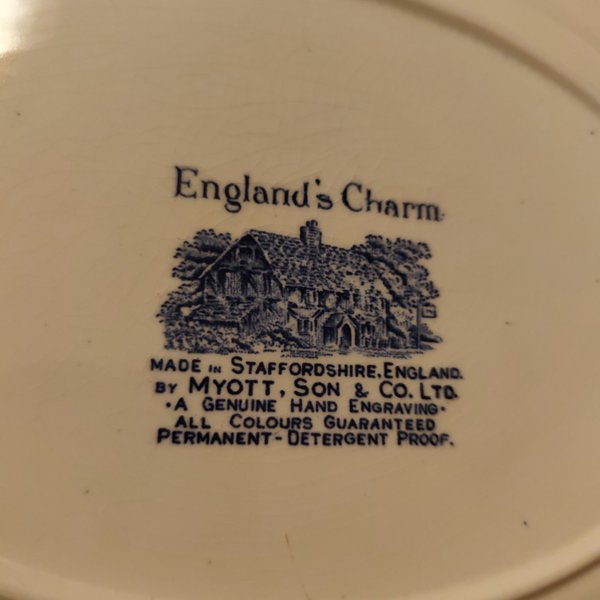 England's Charm.
MADE IN STAFFORDSHIRE, ENGLAND.
BY MYOTT, SON & CO. LTD.
· A GENUINE HAND ENGRAVING ·
ALL COLOURS GUARANTEED
PERMANENT - DETERGENT PROOF.